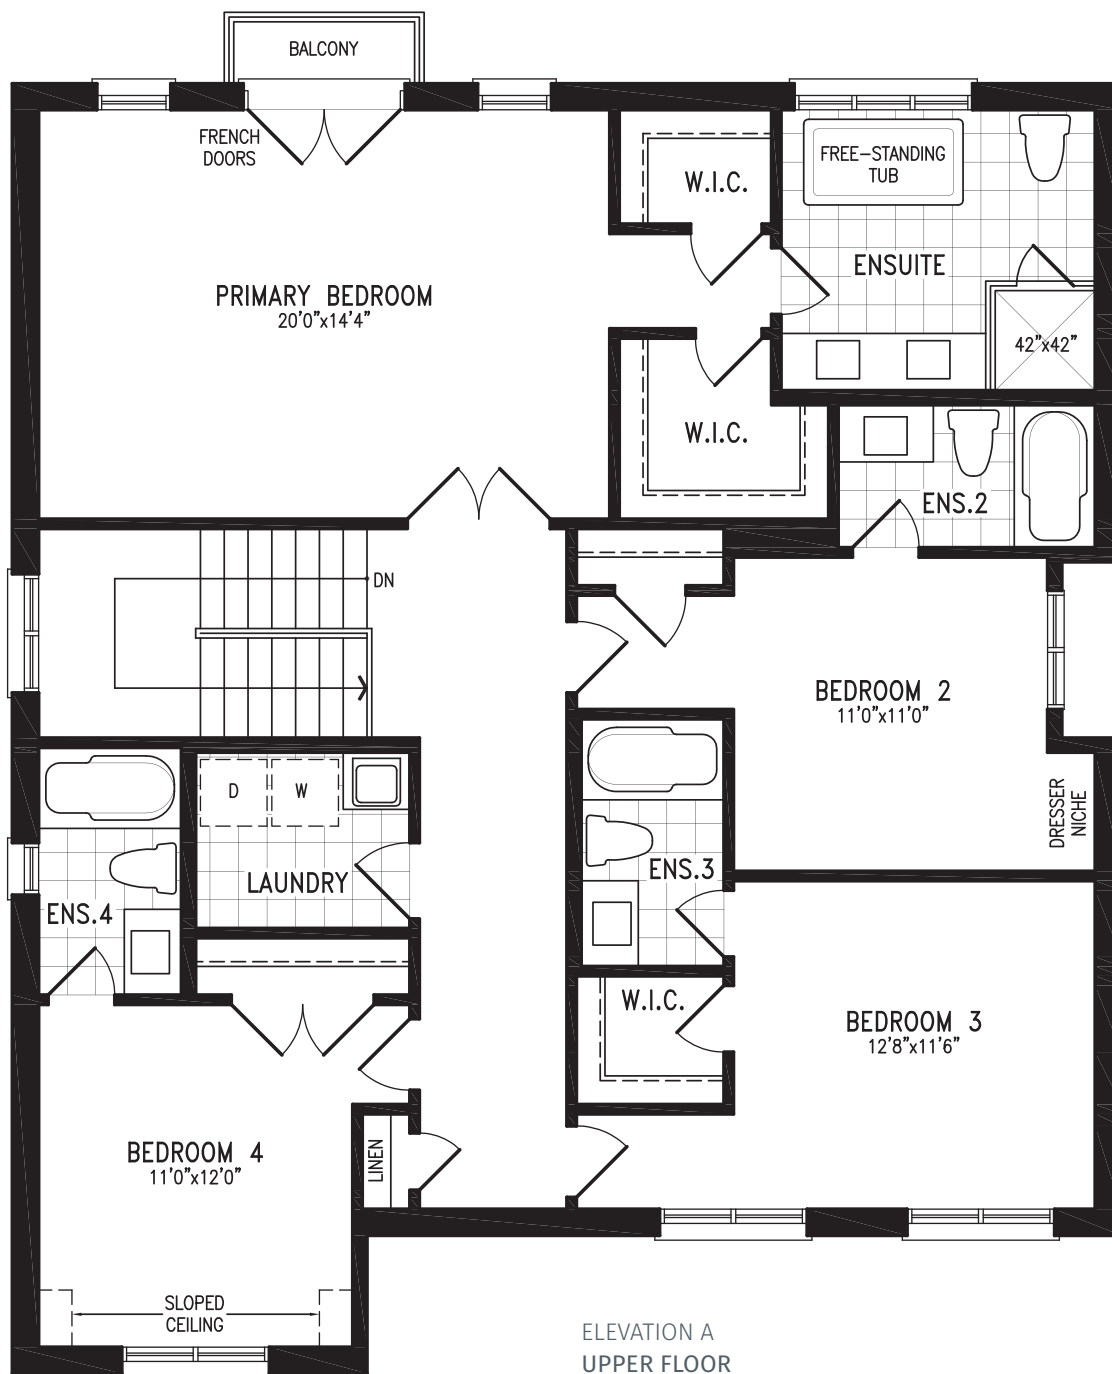 BALCONY
FRENCH
DOORS
W.I.C.
FREE-STANDING
TUB
ENSUITE
PRIMARY BEDROOM
20'0"x14'4"
42"x42"
W.I.C.
ENS.2
DN
BEDROOM 2
11'0"x11'0"
D
W
DRESSER
NICHE
LAUNDRY
ENS.3
ENS.4
W.I.C.
BEDROOM 3
12'8"x11'6"
BEDROOM 4
11'0"x12'0"
LINEN
SLOPED
CEILING
ELEVATION A
UPPER FLOOR